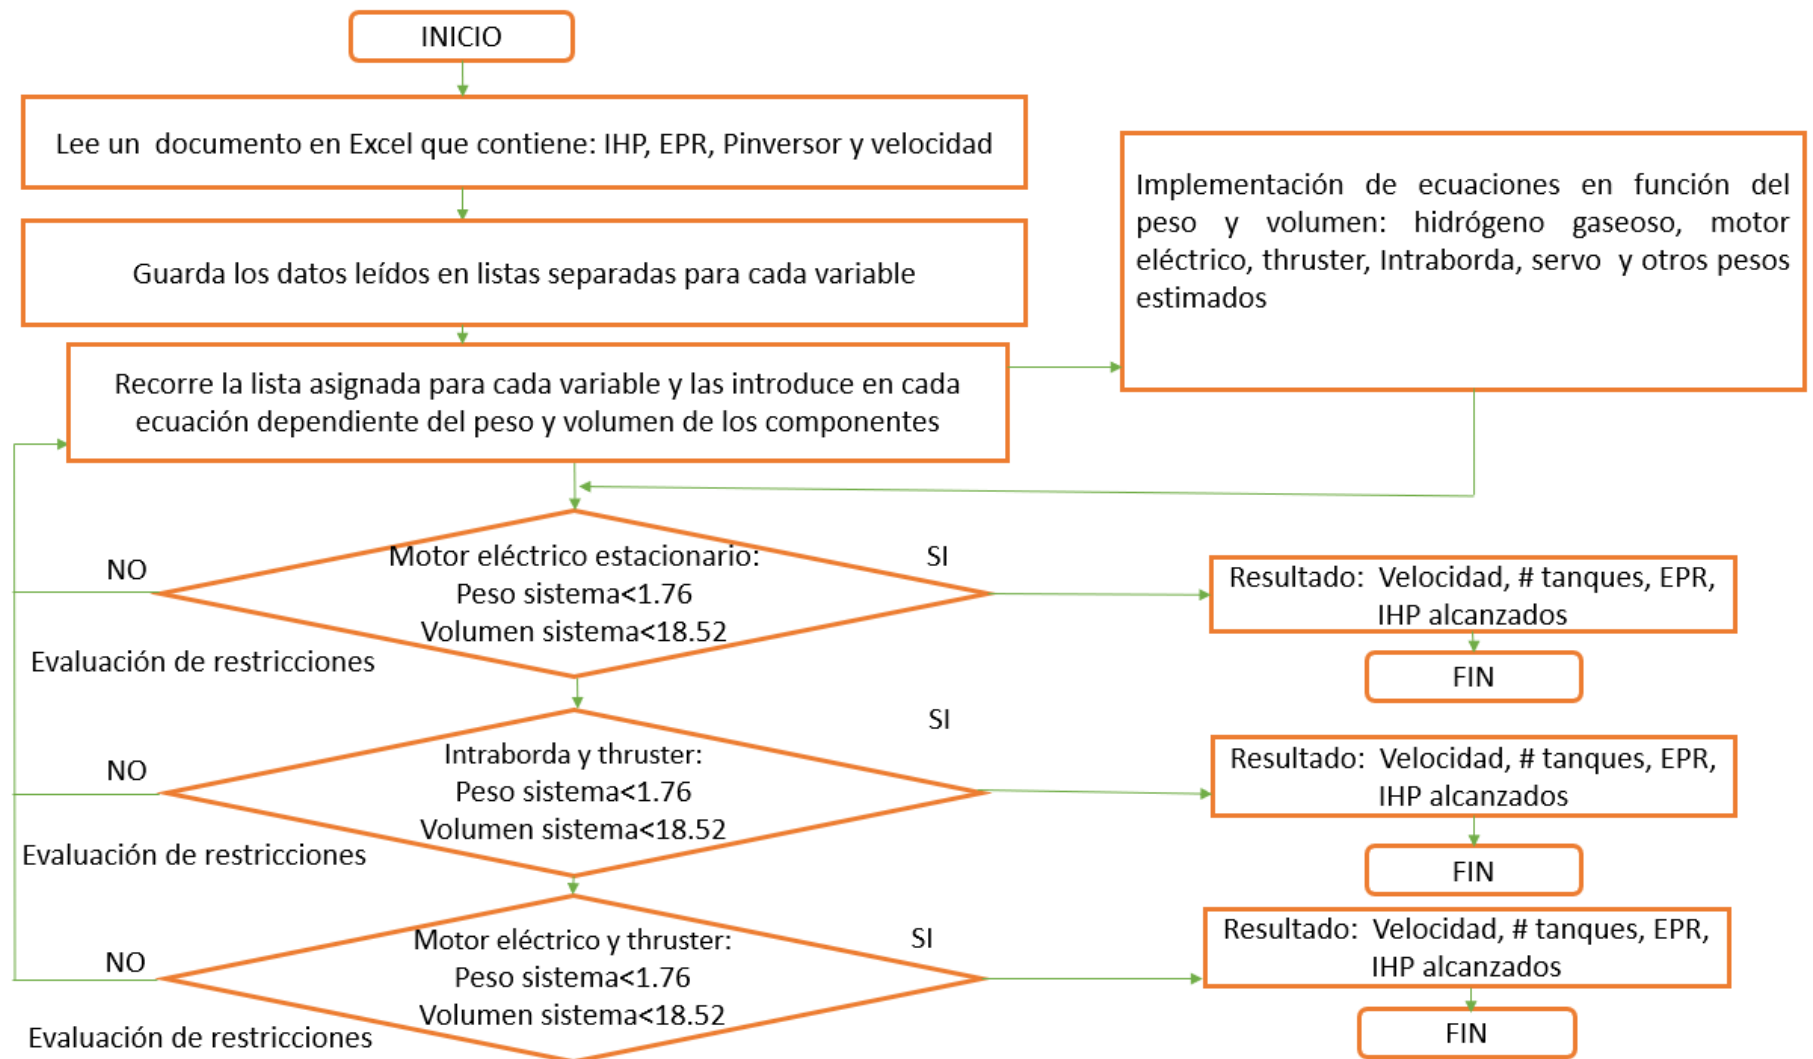 INICIO
Lee un documento en Excel que contiene: IHP, EPR, Pinversor y velocidad
Guarda los datos leídos en listas separadas para cada variable
Recorre la lista asignada para cada variable y las introduce en cada
ecuación dependiente del peso y volumen de los componentes
Implementación de ecuaciones en función del
peso y volumen: hidrógeno gaseoso, motor
eléctrico, thruster, Intraborda, servo y otros pesos
estimados
Motor eléctrico estacionario:
Peso sistema<1.76
Volumen sistema<18.52
NO
SI
Evaluación de restricciones
Resultado: Velocidad, # tanques, EPR,
IHP alcanzados
FIN
Intraborda y thruster:
Peso sistema<1.76
Volumen sistema<18.52
NO
SI
Evaluación de restricciones
Resultado: Velocidad, # tanques, EPR,
IHP alcanzados
FIN
Motor eléctrico y thruster:
Peso sistema<1.76
Volumen sistema<18.52
NO
SI
Evaluación de restricciones
Resultado: Velocidad, # tanques, EPR,
IHP alcanzados
FIN